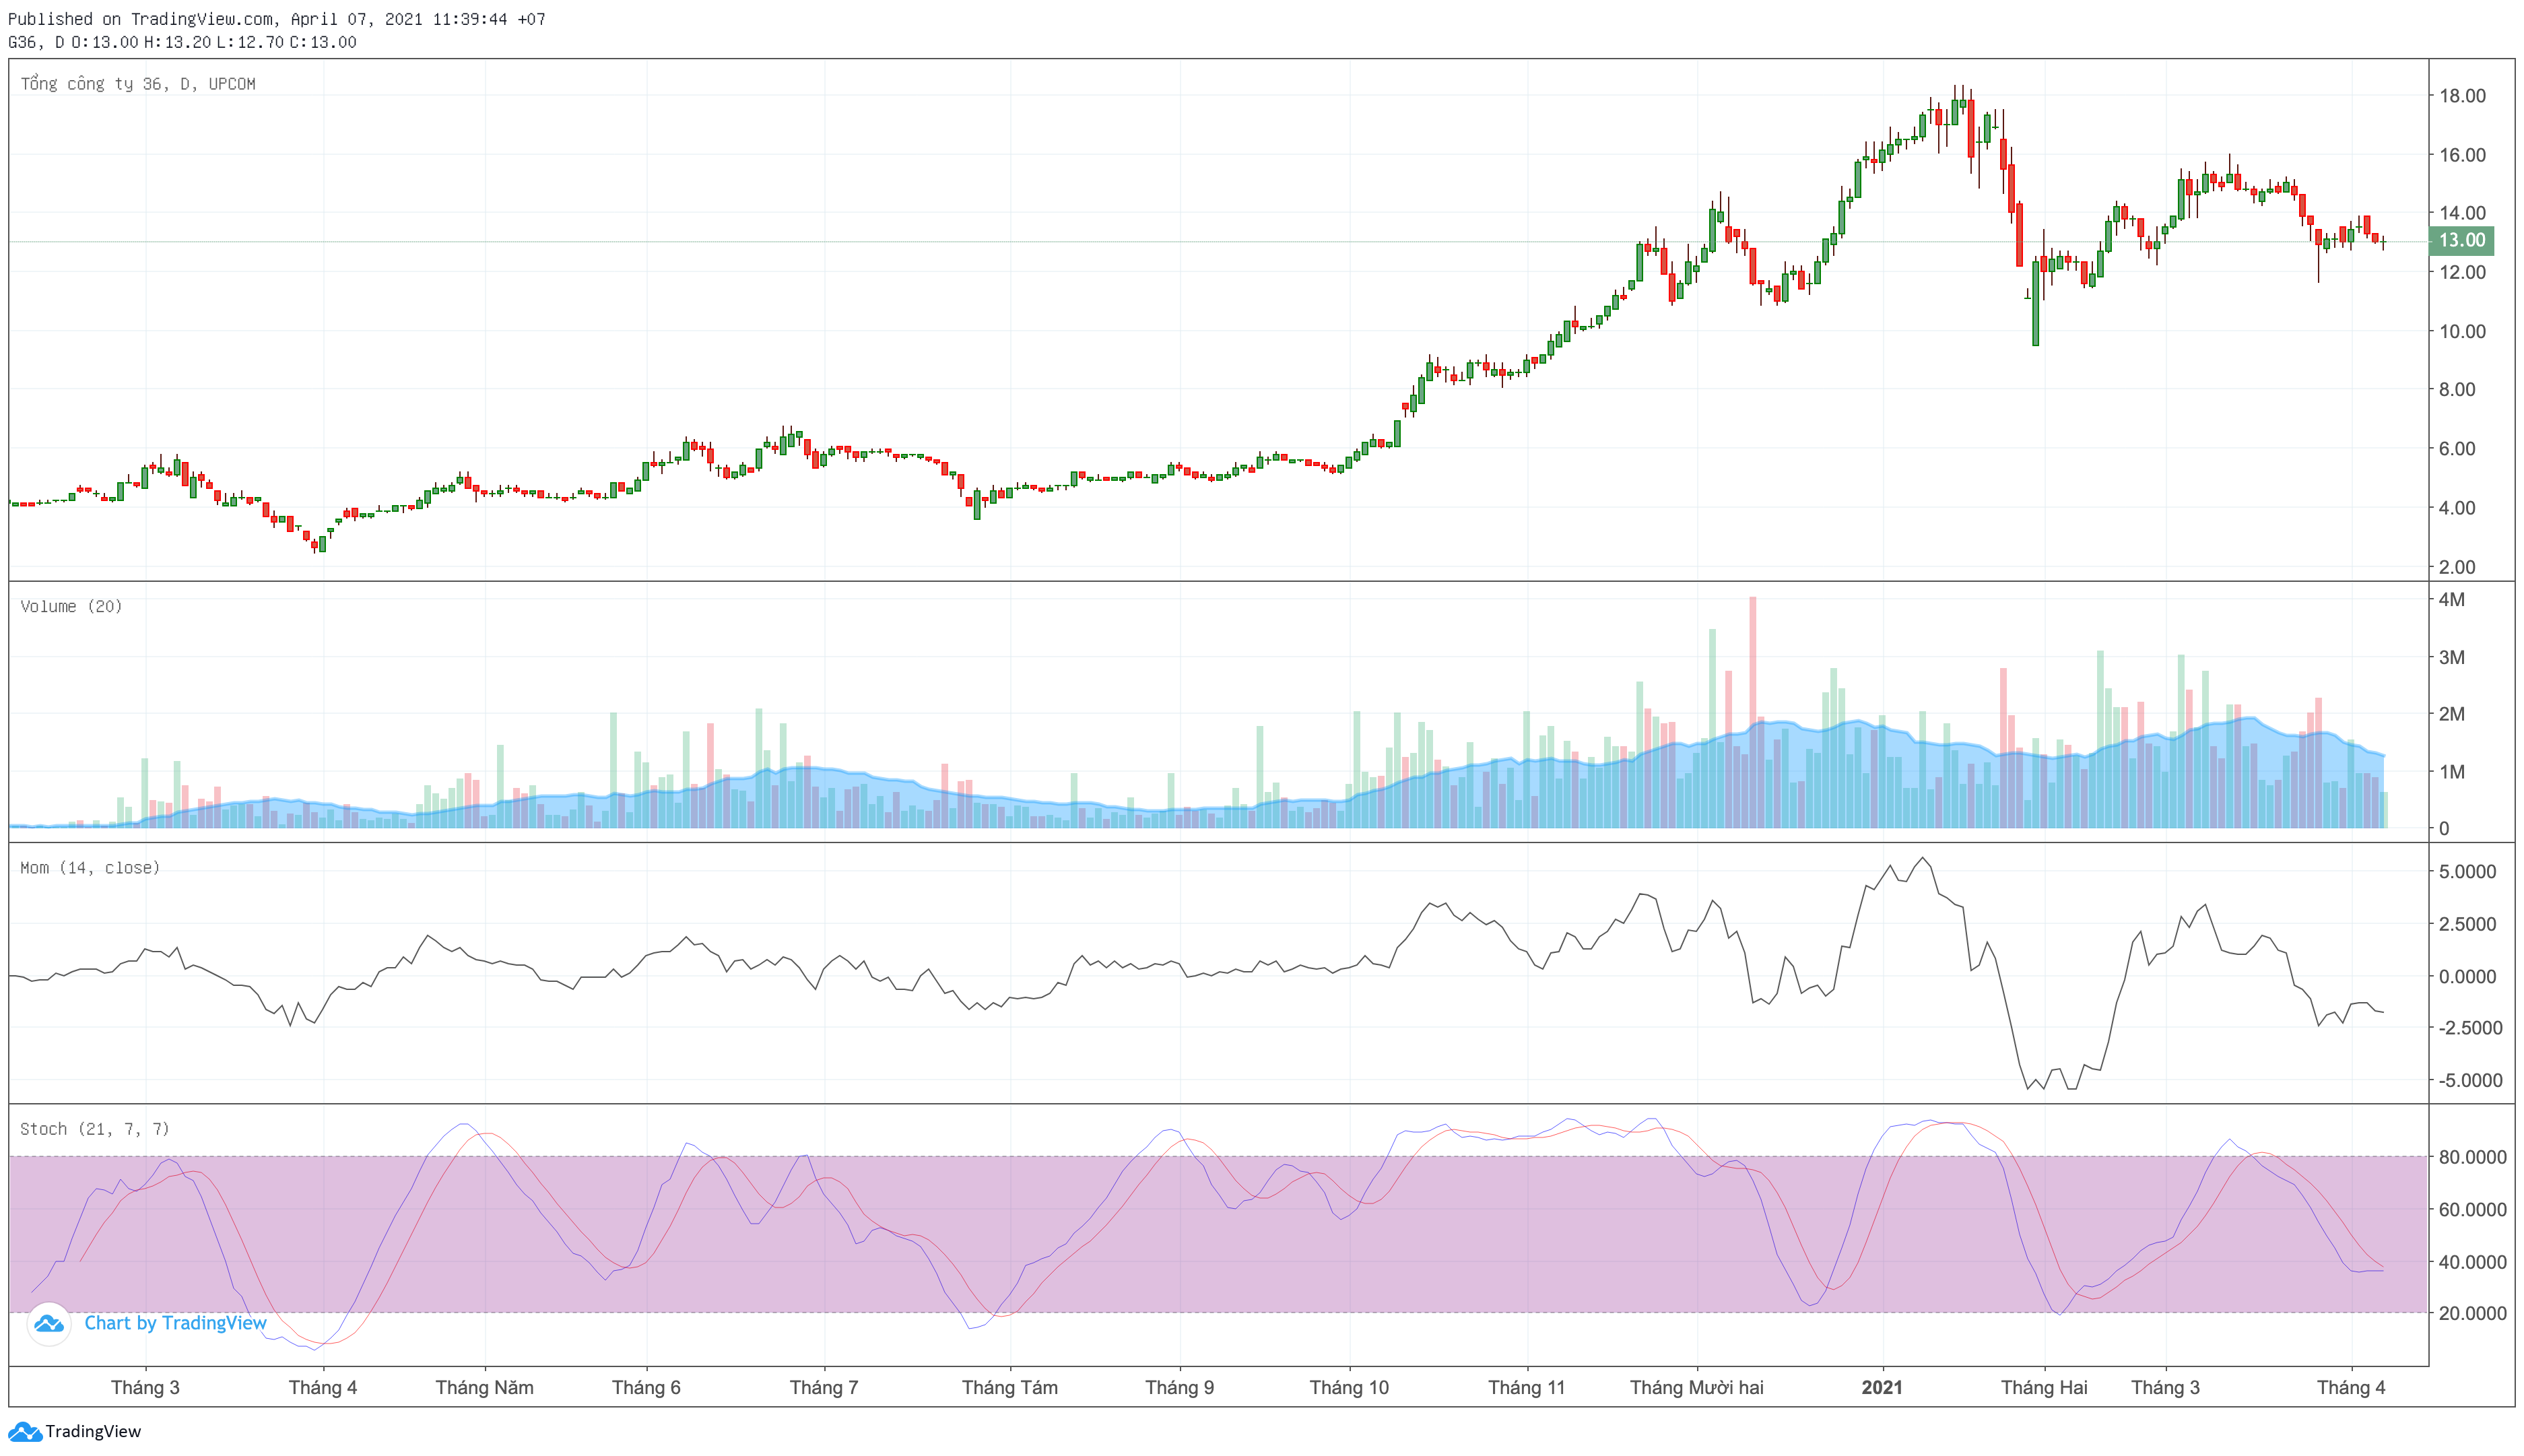 Published on TradingView.com, April 07, 2021 11:39:44 +07
G36, D O:13.00 H:13.20 L:12.70 C:13.00
Tổng công ty 36, D, UPCOM
18.00
16.00
14.00
13.00
12.00
10.00
8.00
6.00
4.00
2.00
Volume (20)
4M
3M
2M
1M
0
Mom (14, close)
5.0000
2.5000
0.0000
-2.5000
-5.0000
Stoch (21, 7, 7)
80.0000
60.0000
40.0000
20.0000
Chart by TradingView
Tháng 3 Tháng 4 Tháng Năm Tháng 6 Tháng 7 Tháng Tám Tháng 9 Tháng 10 Tháng 11 Tháng Mười hai 2021 Tháng Hai Tháng 3 Tháng 4
TradingView